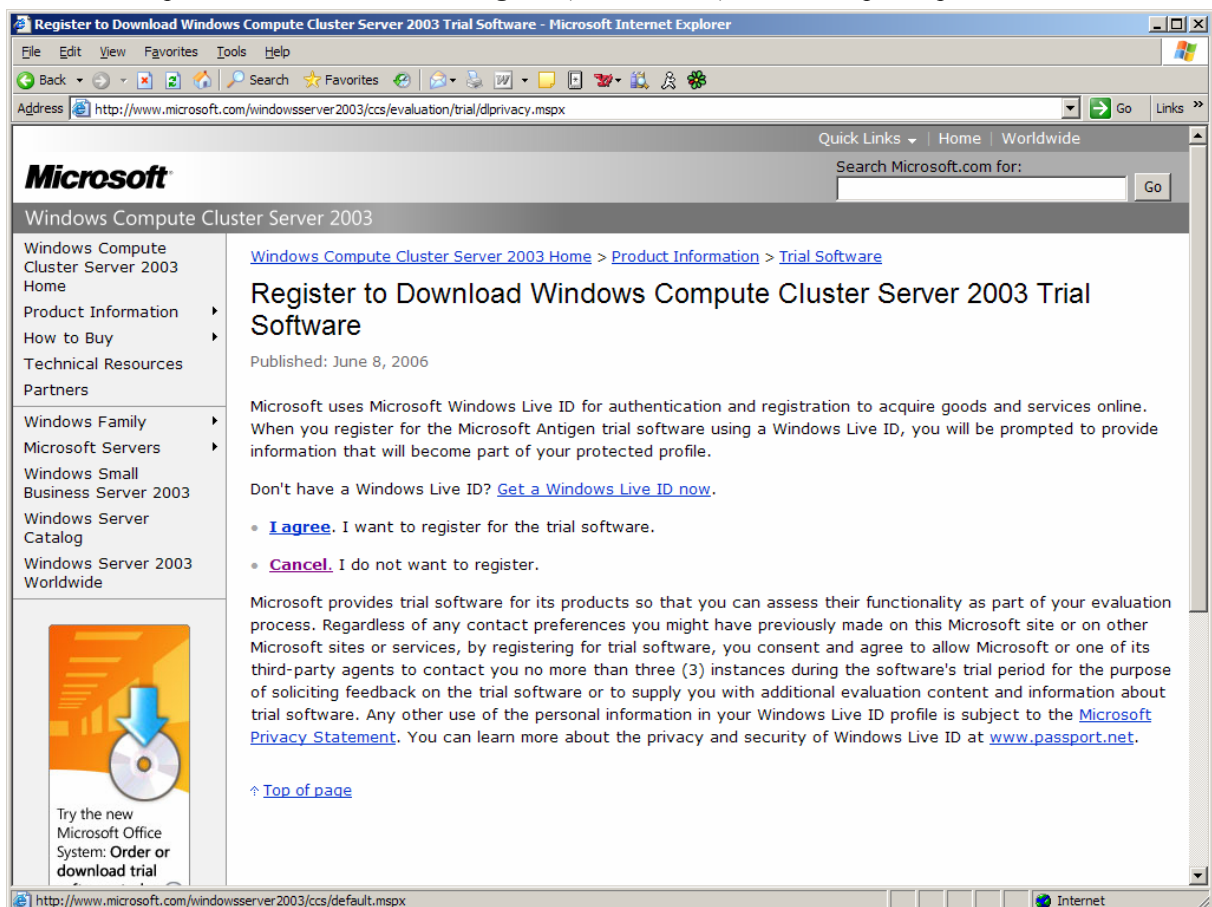 Register to Download Windows Compute Cluster Server 2003 Trial Software - Microsoft Internet Explorer
File Edit View Favorites Tools Help
Back Search Favorites
Address http://www.microsoft.com/windowsserver2003/ccs/evaluation/trial/dlprivacy.mspx Go Links »
Quick Links | Home | Worldwide
Microsoft
Search Microsoft.com for:
Go
Windows Compute Cluster Server 2003
Windows Compute
Cluster Server 2003
Home
Product Information
How to Buy
Technical Resources
Partners
Windows Family
Microsoft Servers
Windows Small
Business Server 2003
Windows Server
Catalog
Windows Server 2003
Worldwide
Try the new
Microsoft Office
System: Order or
download trial
Windows Compute Cluster Server 2003 Home > Product Information > Trial Software
Register to Download Windows Compute Cluster Server 2003 Trial
Software
Published: June 8, 2006
Microsoft uses Microsoft Windows Live ID for authentication and registration to acquire goods and services online.
When you register for the Microsoft Antigen trial software using a Windows Live ID, you will be prompted to provide
information that will become part of your protected profile.
Don't have a Windows Live ID? Get a Windows Live ID now.
• I agree. I want to register for the trial software.
• Cancel. I do not want to register.
Microsoft provides trial software for its products so that you can assess their functionality as part of your evaluation
process. Regardless of any contact preferences you might have previously made on this Microsoft site or on other
Microsoft sites or services, by registering for trial software, you consent and agree to allow Microsoft or one of its
third-party agents to contact you no more than three (3) instances during the software's trial period for the purpose
of soliciting feedback on the trial software or to supply you with additional evaluation content and information about
trial software. Any other use of the personal information in your Windows Live ID profile is subject to the Microsoft
Privacy Statement. You can learn more about the privacy and security of Windows Live ID at www.passport.net.
Top of page
http://www.microsoft.com/windowsserver2003/ccs/default.mspx Internet